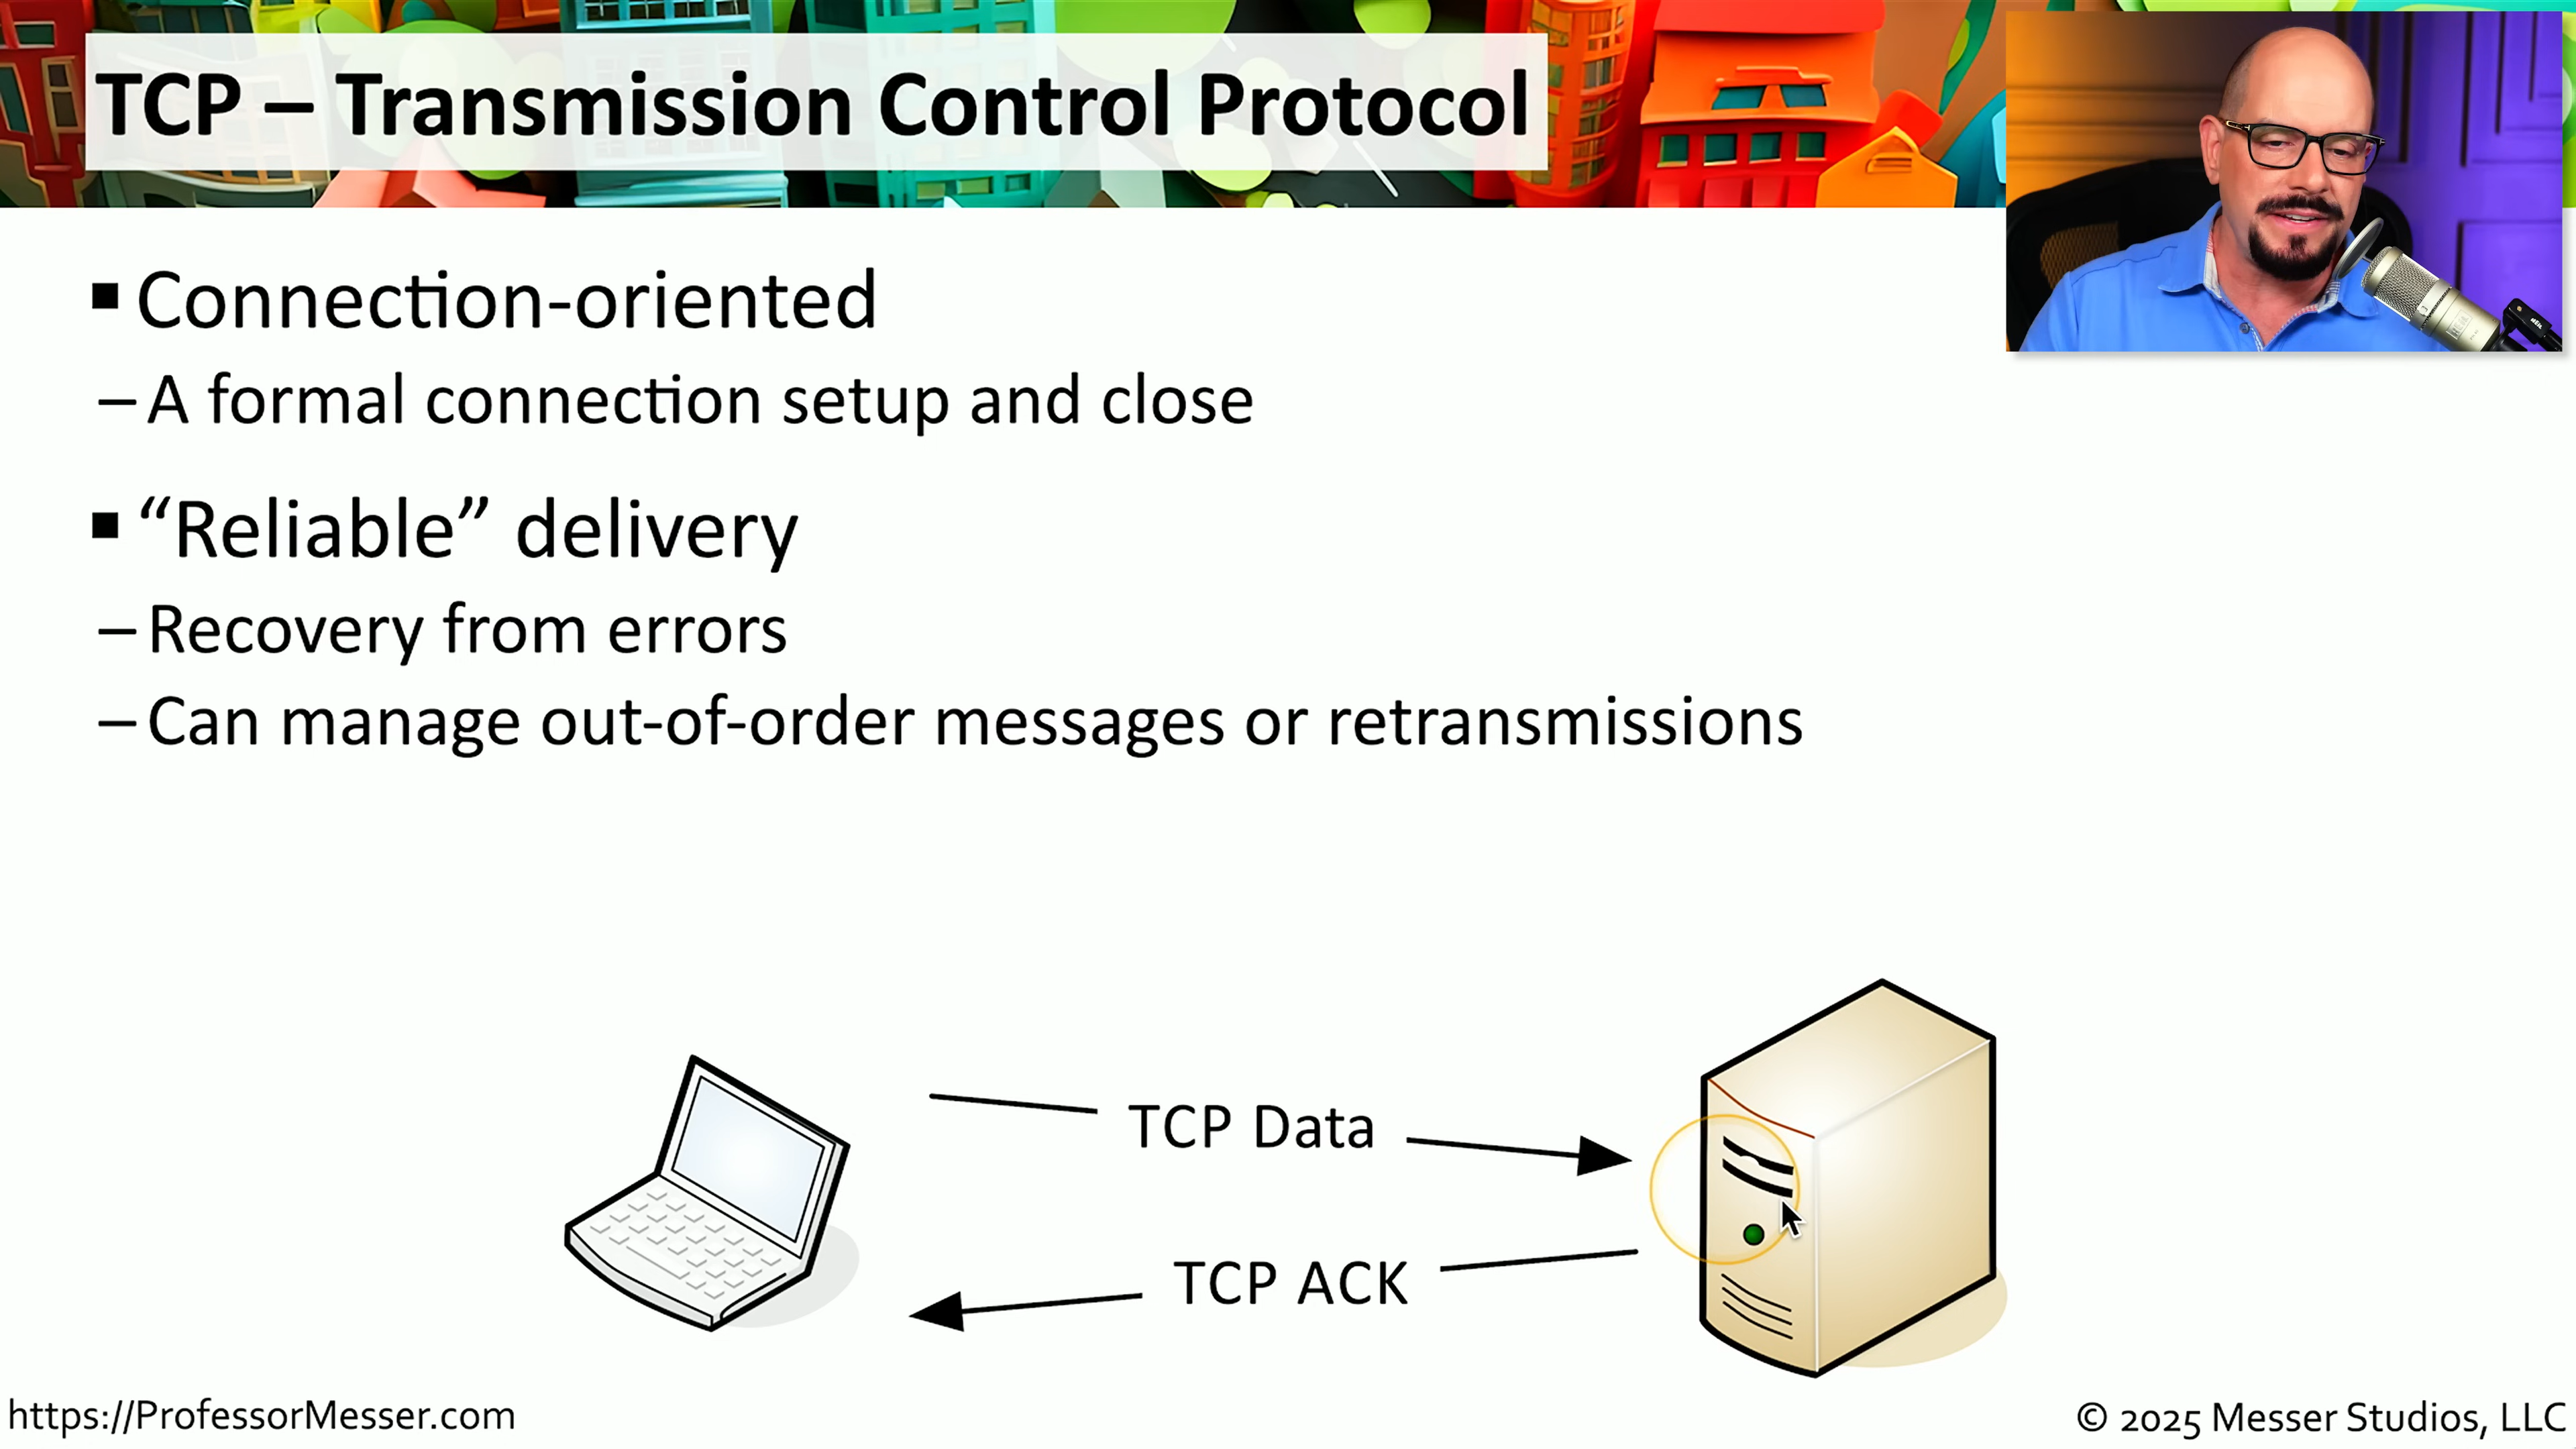 TCP – Transmission Control Protocol
▪ Connection-oriented
– A formal connection setup and close
▪ “Reliable” delivery
– Recovery from errors
– Can manage out-of-order messages or retransmissions
TCP Data
TCP ACK
https://ProfessorMesser.com
© 2025 Messer Studios, LLC